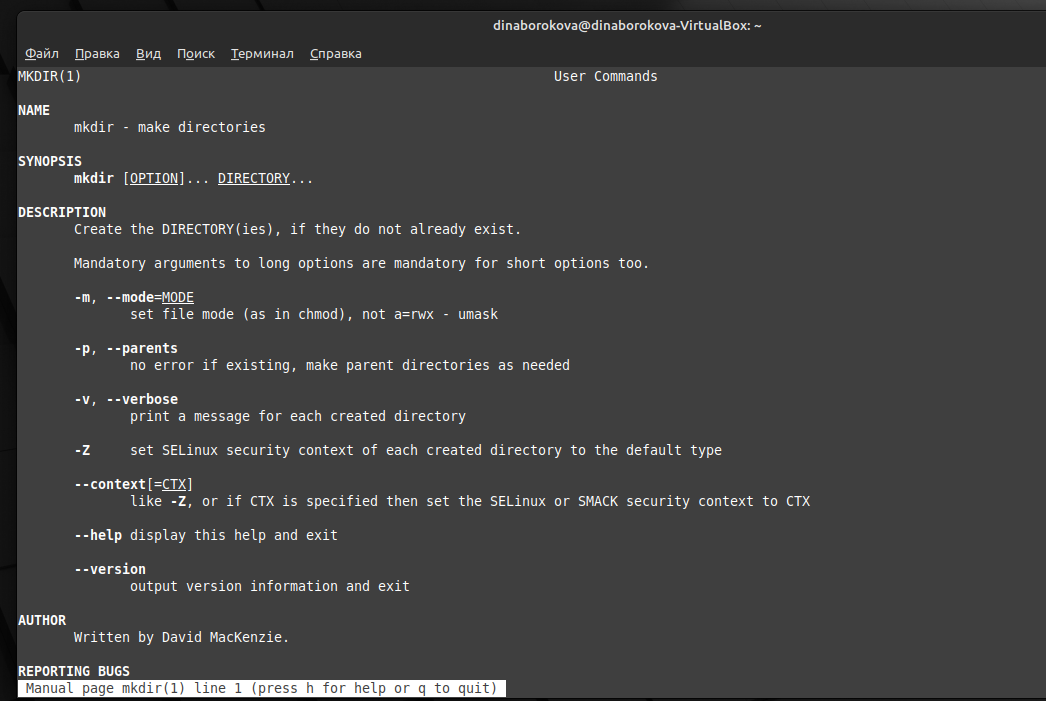 dinaborokova@dinaborokova-VirtualBox: ~
Файл Правка Вид Поиск Терминал Справка
MKDIR(1) User Commands
NAME
mkdir - make directories
SYNOPSIS
mkdir [OPTION]... DIRECTORY...
DESCRIPTION
Create the DIRECTORY(ies), if they do not already exist.
Mandatory arguments to long options are mandatory for short options too.
-m, --mode=MODE
set file mode (as in chmod), not a=rwx - umask
-p, --parents
no error if existing, make parent directories as needed
-v, --verbose
print a message for each created directory
-Z set SELinux security context of each created directory to the default type
--context[=CTX]
like -Z, or if CTX is specified then set the SELinux or SMACK security context to CTX
--help display this help and exit
--version
output version information and exit
AUTHOR
Written by David MacKenzie.
REPORTING BUGS
Manual page mkdir(1) line 1 (press h for help or q to quit)